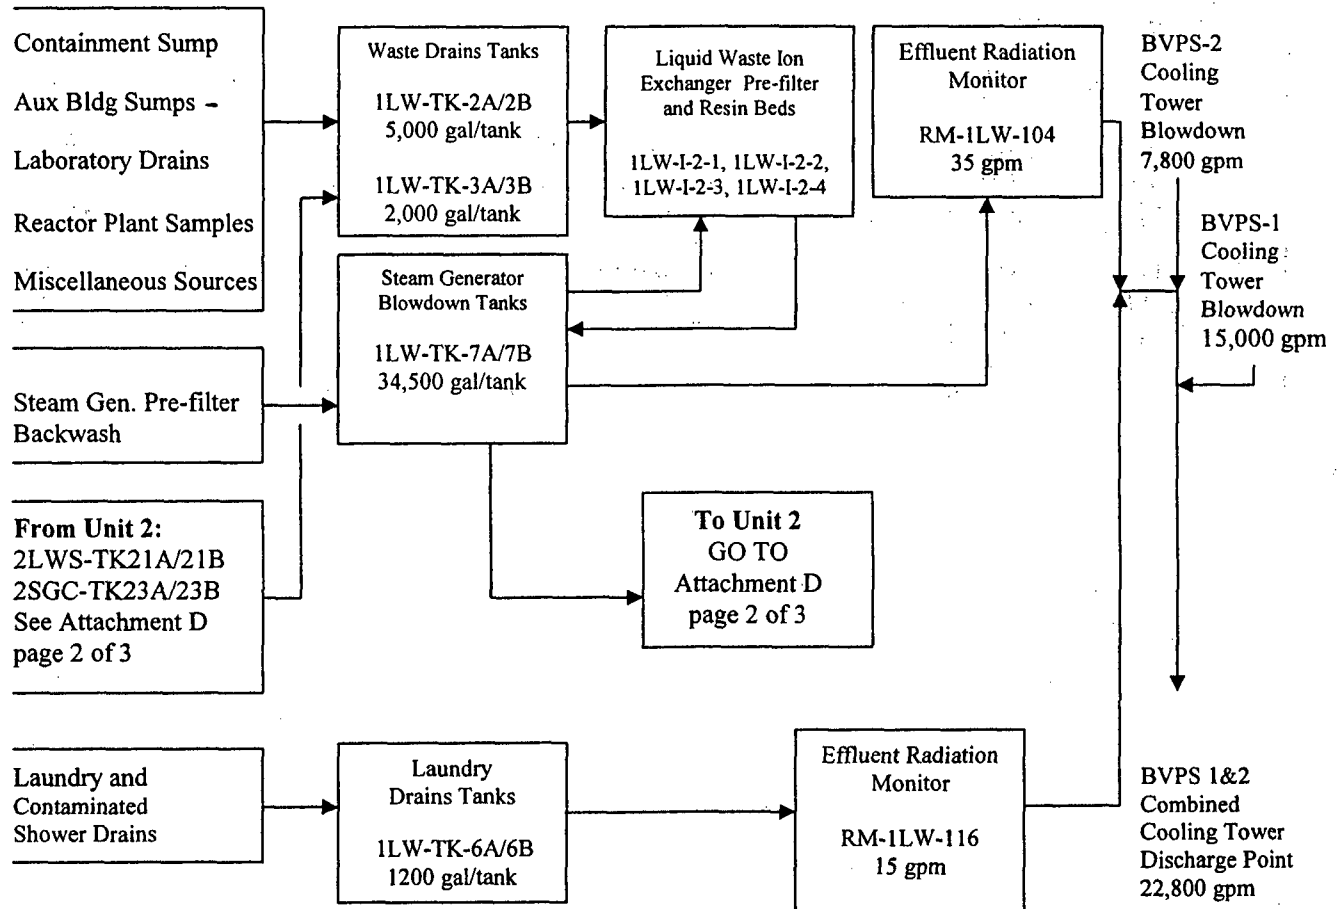 Containment Sump
Aux Bldg Sumps –
Laboratory Drains
Reactor Plant Samples
Miscellaneous Sources
Steam Gen. Pre-filter
Backwash
From Unit 2:
2LWS-TK21A/21B
2SGC-TK23A/23B
See Attachment D
page 2 of 3
Laundry and
Contaminated
Shower Drains
Waste Drains Tanks
1LW-TK-2A/2B
5,000 gal/tank
1LW-TK-3A/3B
2,000 gal/tank
Steam Generator
Blowdown Tanks
1LW-TK-7A/7B
34,500 gal/tank
Laundry
Drains Tanks
1LW-TK-6A/6B
1200 gal/tank
Liquid Waste Ion
Exchanger Pre-filter
and Resin Beds
1LW-I-2-1, 1LW-I-2-2,
1LW-I-2-3, 1LW-I-2-4
To Unit 2
GO TO
Attachment D
page 2 of 3
Effluent Radiation
Monitor
RM-1LW-104
35 gpm
Effluent Radiation
Monitor
RM-1LW-116
15 gpm
BVPS-2
Cooling
Tower
Blowdown
7,800 gpm
BVPS-1
Cooling
Tower
Blowdown
15,000 gpm
BVPS 1&2
Combined
Cooling Tower
Discharge Point
22,800 gpm